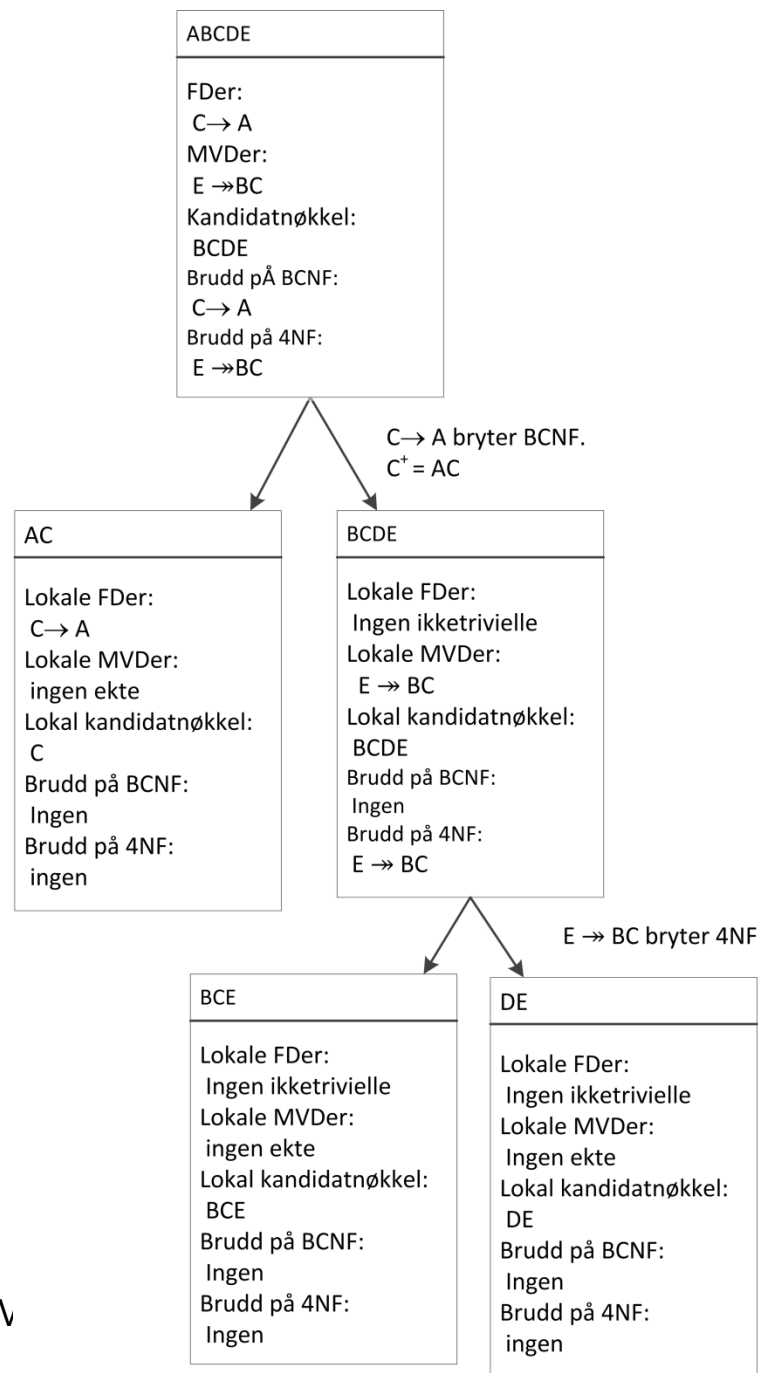 ABCDE
FDer:
C→ A
MVDer:
E ↠BC
Kandidatnøkkel:
BCDE
Brudd pÅ BCNF:
C→ A
Brudd på 4NF:
E ↠BC
C→ A bryter BCNF.
C⁺ = AC
AC
Lokale FDer:
C→ A
Lokale MVDer:
ingen ekte
Lokal kandidatnøkkel:
C
Brudd på BCNF:
Ingen
Brudd på 4NF:
ingen
BCDE
Lokale FDer:
Ingen ikketrivielle
Lokale MVDer:
E ↠ BC
Lokal kandidatnøkkel:
BCDE
Brudd på BCNF:
Ingen
Brudd på 4NF:
E ↠ BC
E ↠ BC bryter 4NF
BCE
Lokale FDer:
Ingen ikketrivielle
Lokale MVDer:
ingen ekte
Lokal kandidatnøkkel:
BCE
Brudd på BCNF:
Ingen
Brudd på 4NF:
Ingen
DE
Lokale FDer:
Ingen ikketrivielle
Lokale MVDer:
Ingen ekte
Lokal kandidatnøkkel:
DE
Brudd på BCNF:
Ingen
Brudd på 4NF:
ingen